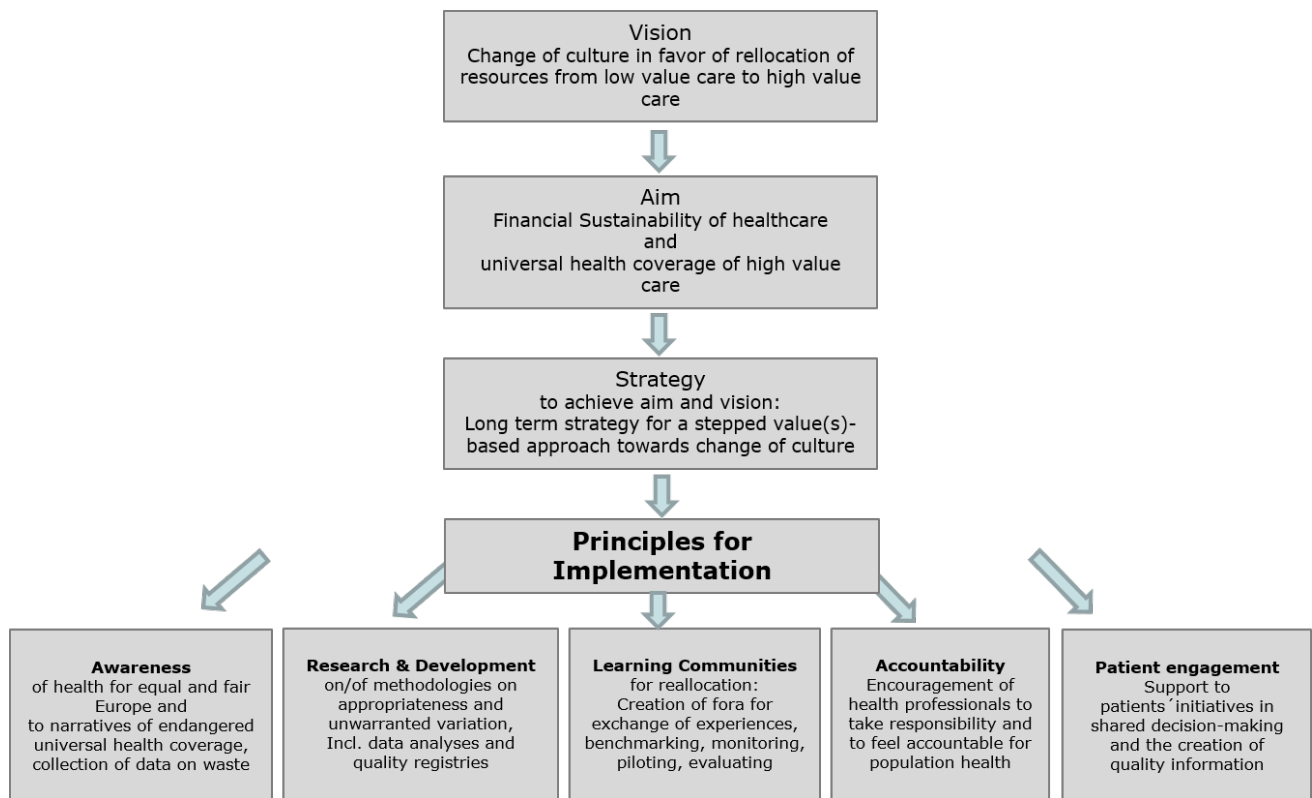 Vision
Change of culture in favor of rellocation of
resources from low value care to high value
care
Aim
Financial Sustainability of healthcare
and
universal health coverage of high value
care
Strategy
to achieve aim and vision:
Long term strategy for a stepped value(s)-
based approach towards change of culture
Principles for
Implementation
Awareness
of health for equal and fair
Europe and
to narratives of endangered
universal health coverage,
collection of data on waste
Research & Development
on/of methodologies on
appropriateness and
unwarranted variation,
Incl. data analyses and
quality registries
Learning Communities
for reallocation:
Creation of fora for
exchange of experiences,
benchmarking, monitoring,
piloting, evaluating
Accountability
Encouragement of
health professionals to
take responsibility and
to feel accountable for
population health
Patient engagement
Support to
patients´initiatives in
shared decision-making
and the creation of
quality information